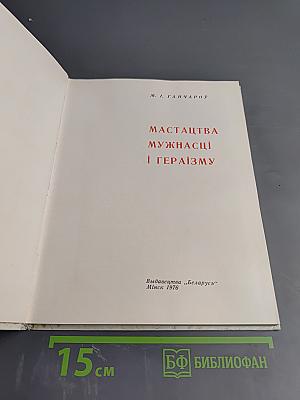 М. І. ГАНЧАРОЎ
МАСТАЦТВА
МУЖНАСЦІ
І ГЕРАІЗМУ
Выдавецтва „Беларусь“
Мінск 1976
15 см
БФ БИБЛИОФАН